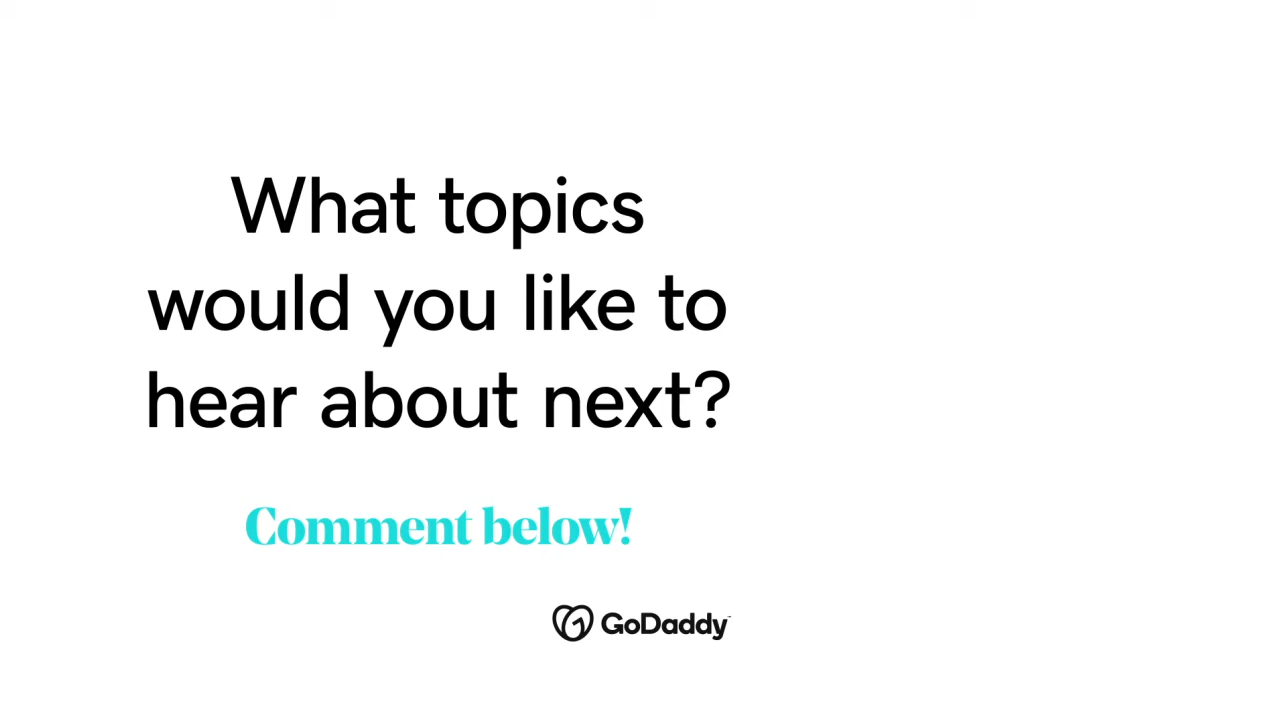 What topics
would you like to
hear about next?
Comment below!
GoDaddy